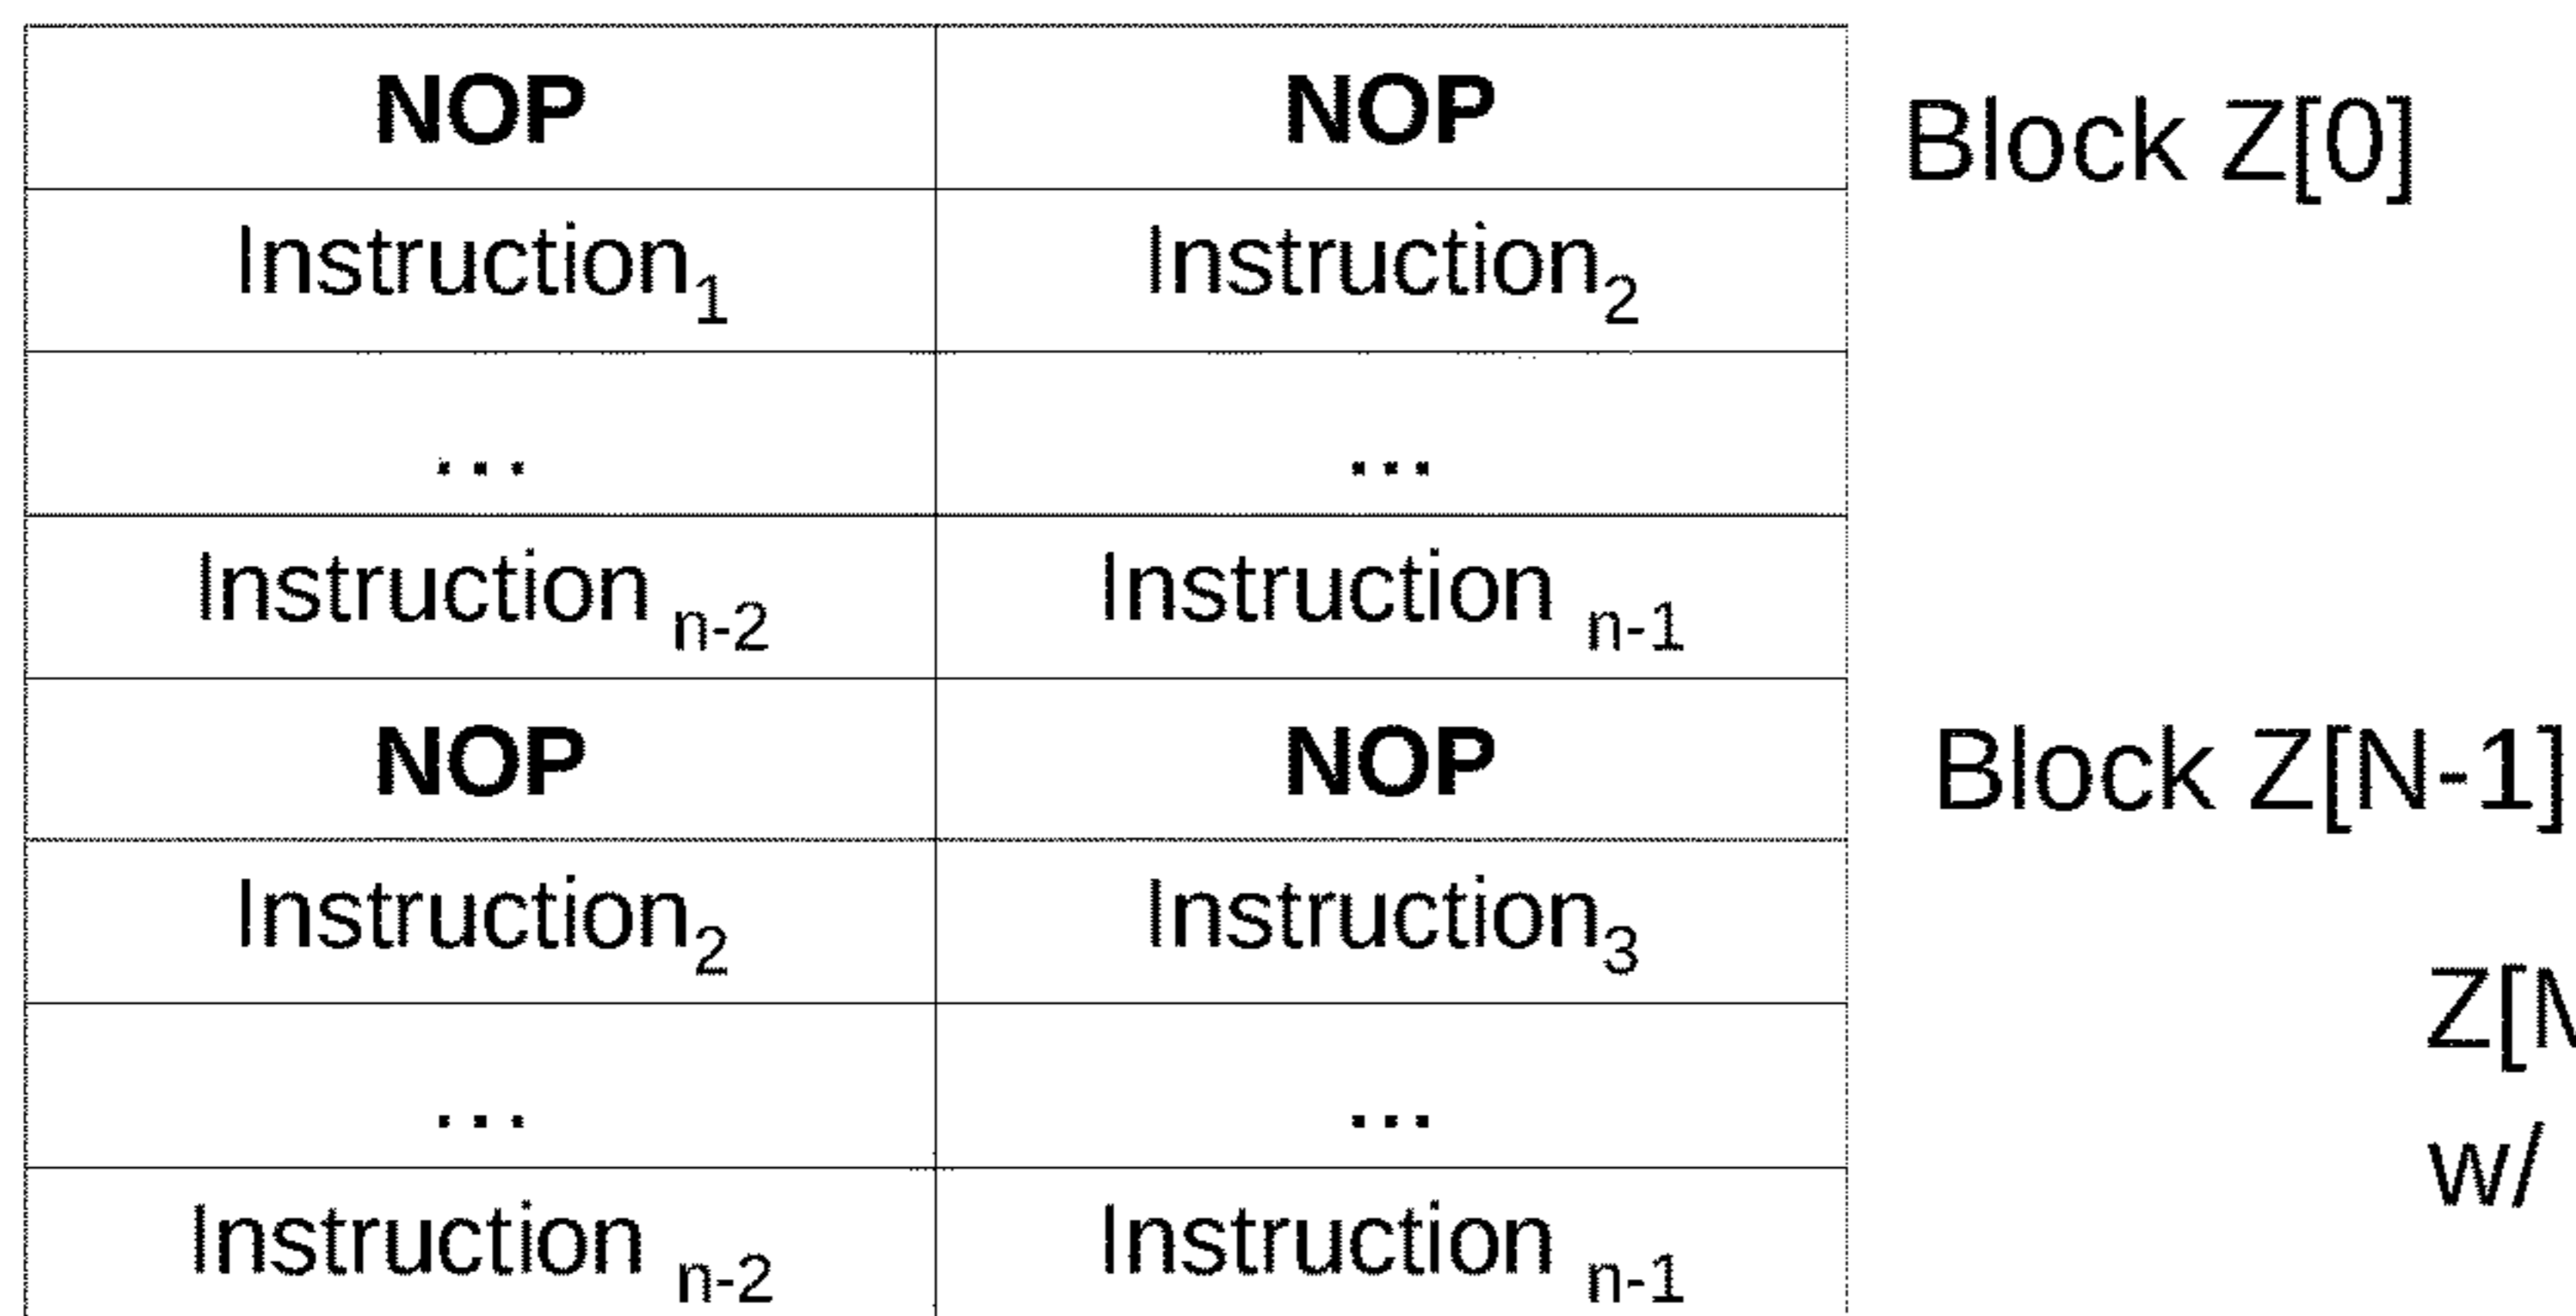 NOP NOP Block Z[0]
Instruction1 Instruction2
... ...
Instruction n-2 Instruction n-1
NOP NOP Block Z[N-1]
Instruction2 Instruction3
Z[
... ...
w/
Instruction n-2 Instruction n-1